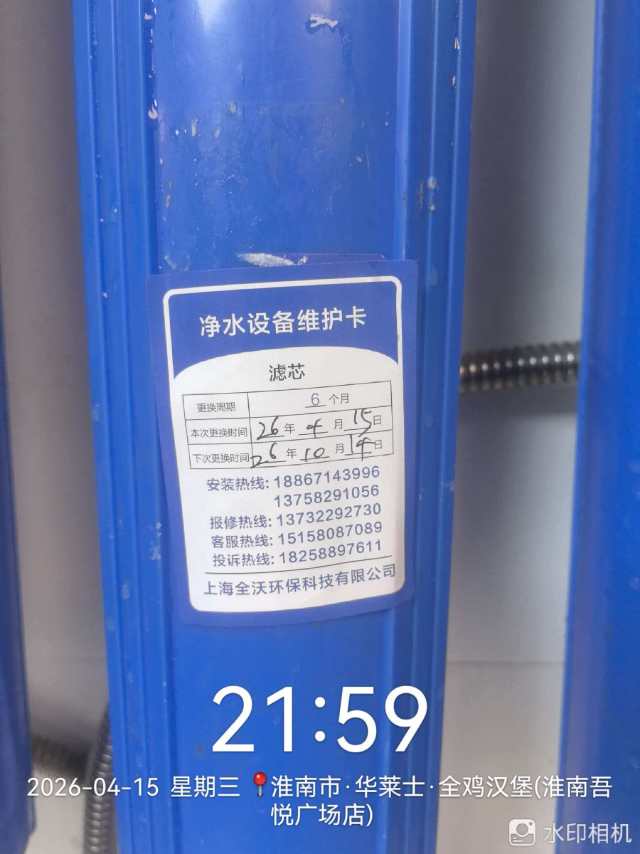 净水设备维护卡
滤芯
更换周期 6 个月
本次更换时间 26 年 4 月 15 日
下次更换时间 26 年 10 月 14 日
安装热线: 18867143996
13758291056
报修热线: 13732292730
客服热线: 15158087089
投诉热线: 18258897611
上海全沃环保科技有限公司
21:59
2026-04-15 星期三 📍淮南市·华莱士·全鸡汉堡(淮南吾
悦广场店)
水印相机